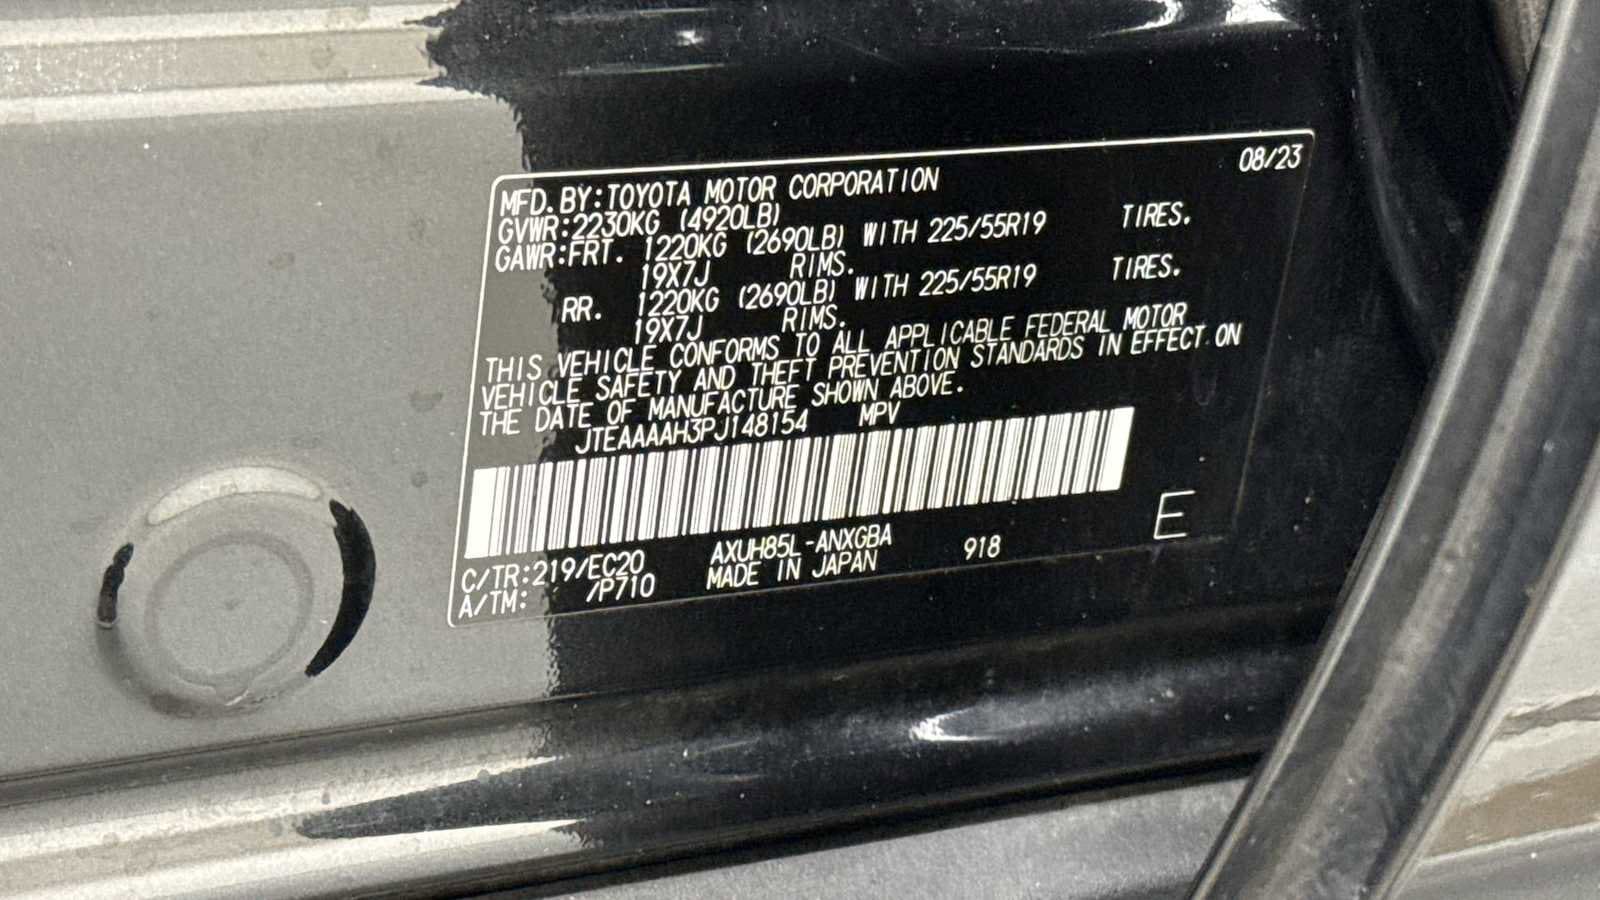 08/23
MFD. BY: TOYOTA MOTOR CORPORATION
GVWR: 2230KG (4920LB)
GAWR: FRT. 1220KG (2690LB) WITH 225/55R19 TIRES.
19X7J RIMS.
RR. 1220KG (2690LB) WITH 225/55R19 TIRES.
19X7J RIMS.
THIS VEHICLE CONFORMS TO ALL APPLICABLE FEDERAL MOTOR
VEHICLE SAFETY AND THEFT PREVENTION STANDARDS IN EFFECT ON
THE DATE OF MANUFACTURE SHOWN ABOVE.
JTEAAAAH3PJ148154 MPV
C/TR: 219/EC20 AXUH85L-ANXGBA 918 E
A/TM: /P710 MADE IN JAPAN